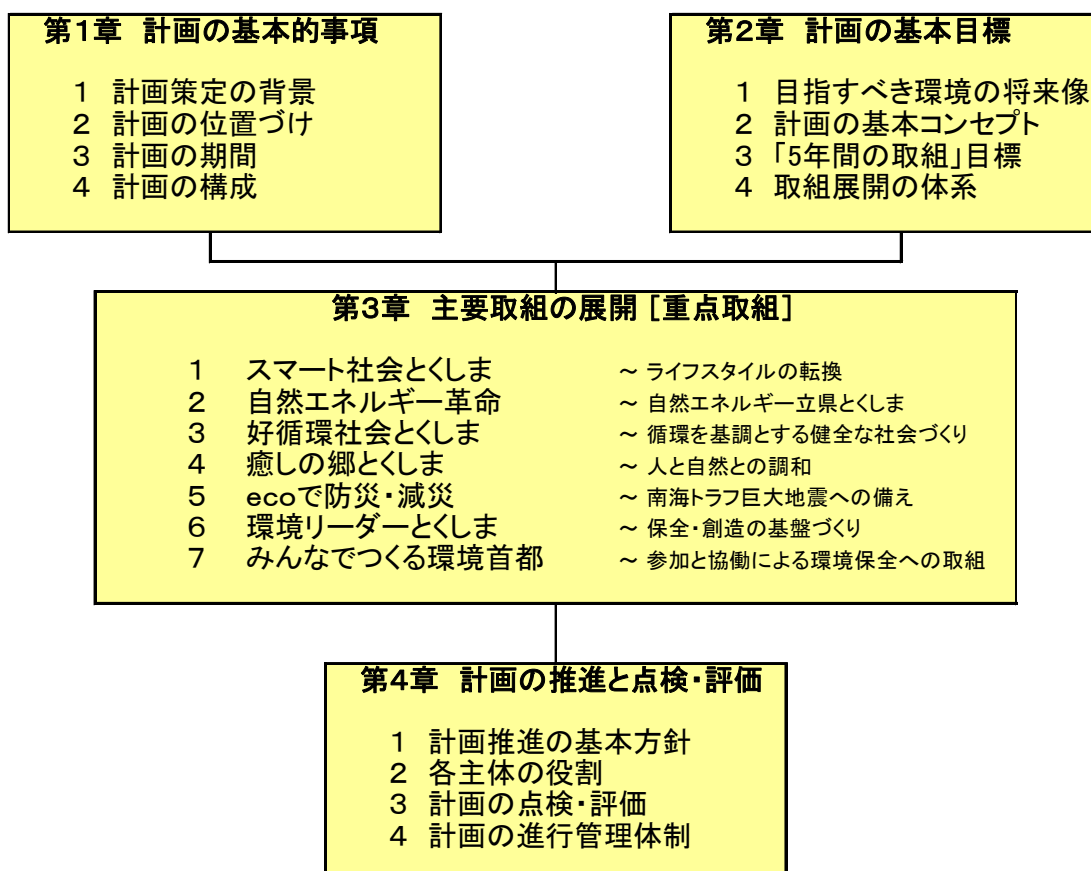 第1章 計画の基本的事項
1 計画策定の背景
2 計画の位置づけ
3 計画の期間
4 計画の構成
第2章 計画の基本目標
1 目指すべき環境の将来像
2 計画の基本コンセプト
3 「5年間の取組」目標
4 取組展開の体系
第3章 主要取組の展開 [重点取組]
1 スマート社会とくしま ～ ライフスタイルの転換
2 自然エネルギー革命 ～ 自然エネルギー立県とくしま
3 好循環社会とくしま ～ 循環を基調とする健全な社会づくり
4 癒しの郷とくしま ～ 人と自然との調和
5 ecoで防災・減災 ～ 南海トラフ巨大地震への備え
6 環境リーダーとくしま ～ 保全・創造の基盤づくり
7 みんなでつくる環境首都 ～ 参加と協働による環境保全への取組
第4章 計画の推進と点検・評価
1 計画推進の基本方針
2 各主体の役割
3 計画の点検・評価
4 計画の進行管理体制